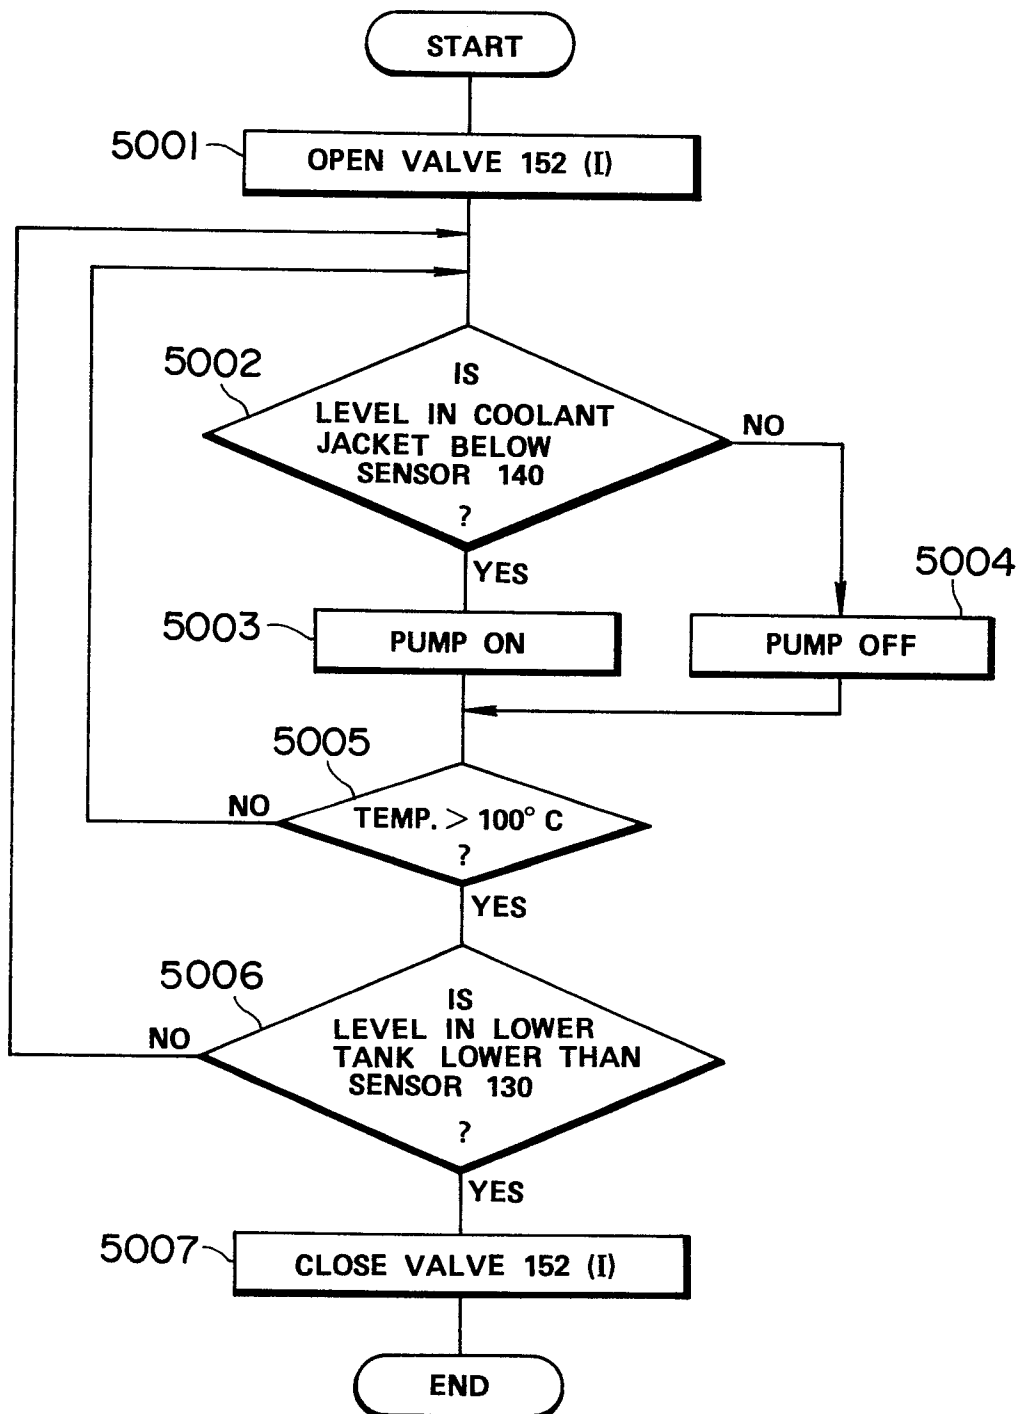 START
5001
OPEN VALVE 152 (I)
5002
IS
LEVEL IN COOLANT
JACKET BELOW
SENSOR 140
?
NO
YES
5003
PUMP ON
5004
PUMP OFF
5005
NO
TEMP. > 100° C
?
YES
5006
NO
IS
LEVEL IN LOWER
TANK LOWER THAN
SENSOR 130
?
YES
5007
CLOSE VALVE 152 (I)
END